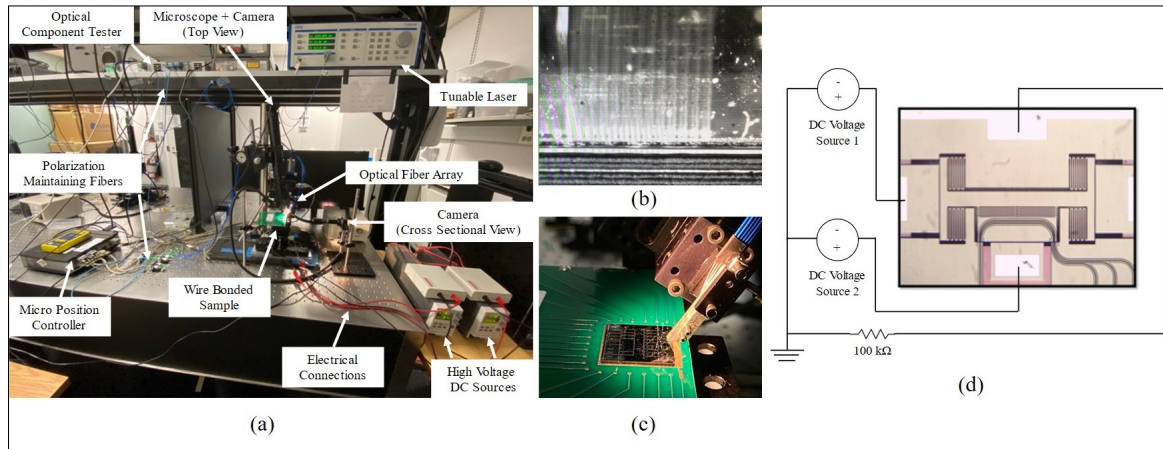 Optical
Component Tester
Microscope + Camera
(Top View)
Tunable Laser
Polarization
Maintaining Fibers
Optical Fiber Array
Camera
(Cross Sectional View)
Micro Position
Controller
Wire Bonded
Sample
Electrical
Connections
High Voltage
DC Sources
(a)
(b)
(c)
-
+
DC Voltage
Source 1
-
+
DC Voltage
Source 2
100 kΩ
(d)